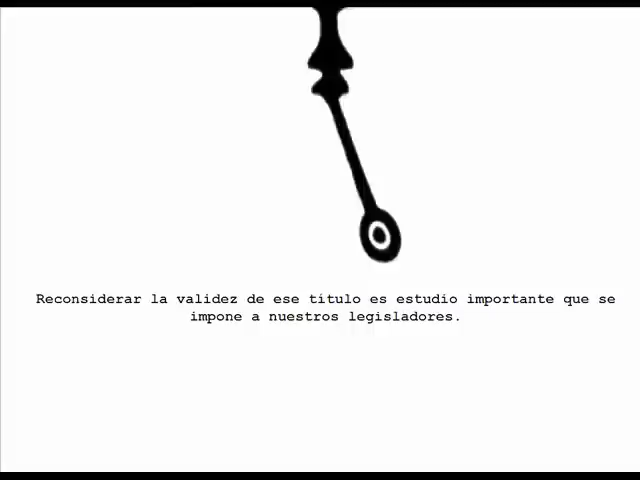 Reconsiderar la validez de ese titulo es estudio importante que se
impone a nuestros legisladores.